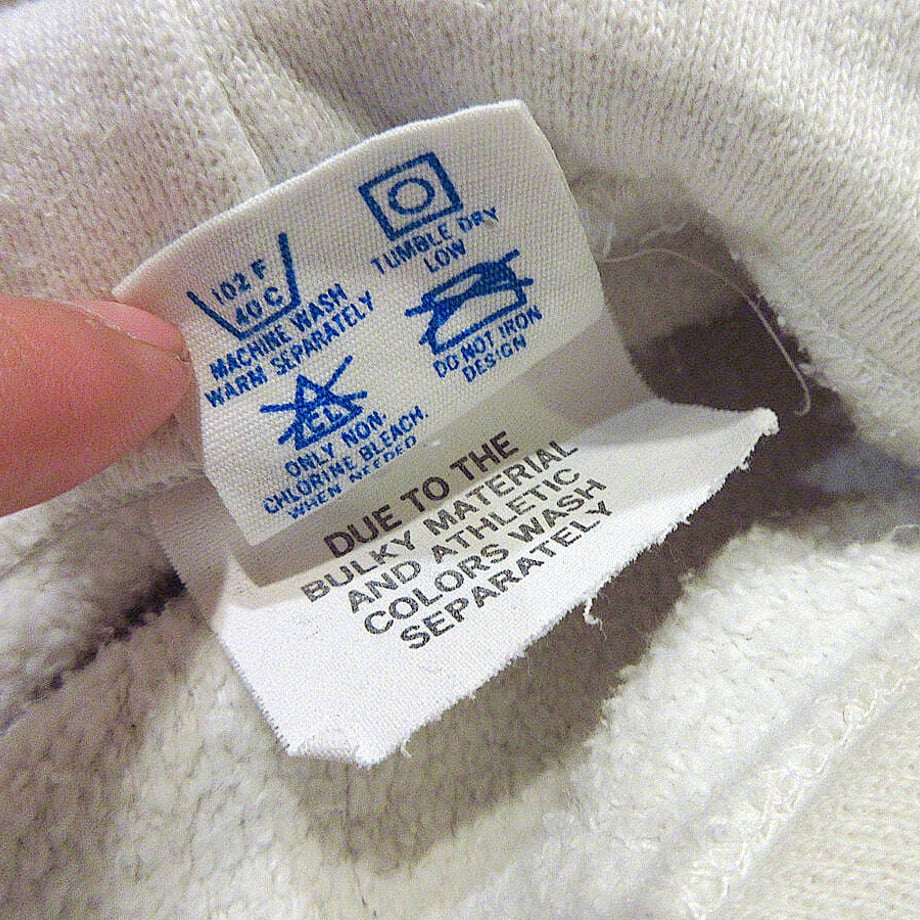 102 F
40 C
MACHINE WASH
WARM SEPARATELY
TUMBLE DRY
LOW
CL
ONLY NON.
CHLORINE BLEACH.
WHEN NEEDED.
DO NOT IRON
DESIGN
DUE TO THE
BULKY MATERIAL
AND ATHLETIC
COLORS WASH
SEPARATELY